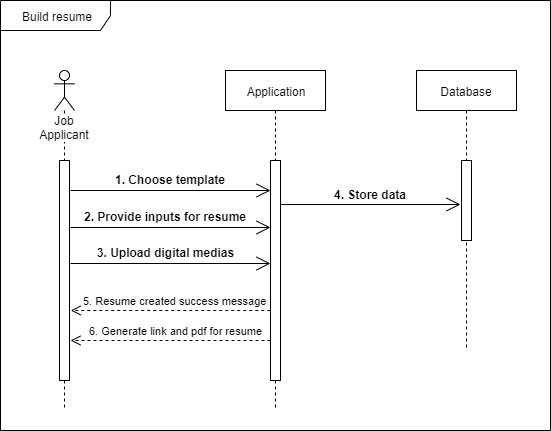 Build resume
Job
Applicant
Application
Database
1. Choose template
4. Store data
2. Provide inputs for resume
3. Upload digital medias
5. Resume created success message
6. Generate link and pdf for resume